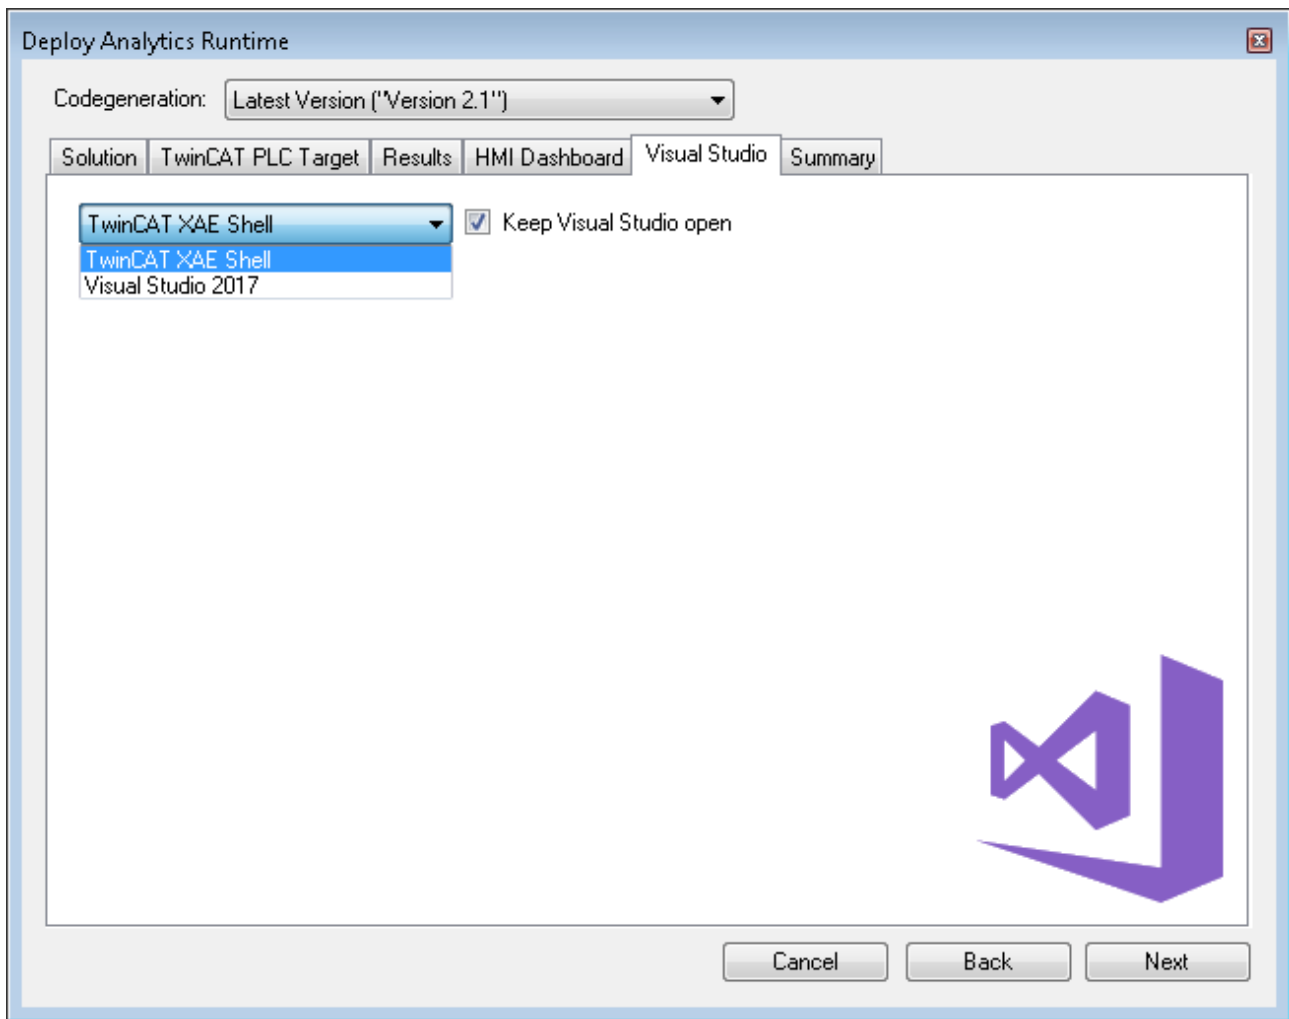 Deploy Analytics Runtime
Codegeneration: Latest Version ("Version 2.1")
Solution TwinCAT PLC Target Results HMI Dashboard Visual Studio Summary
TwinCAT XAE Shell Keep Visual Studio open
TwinCAT XAE Shell
Visual Studio 2017
Cancel Back Next